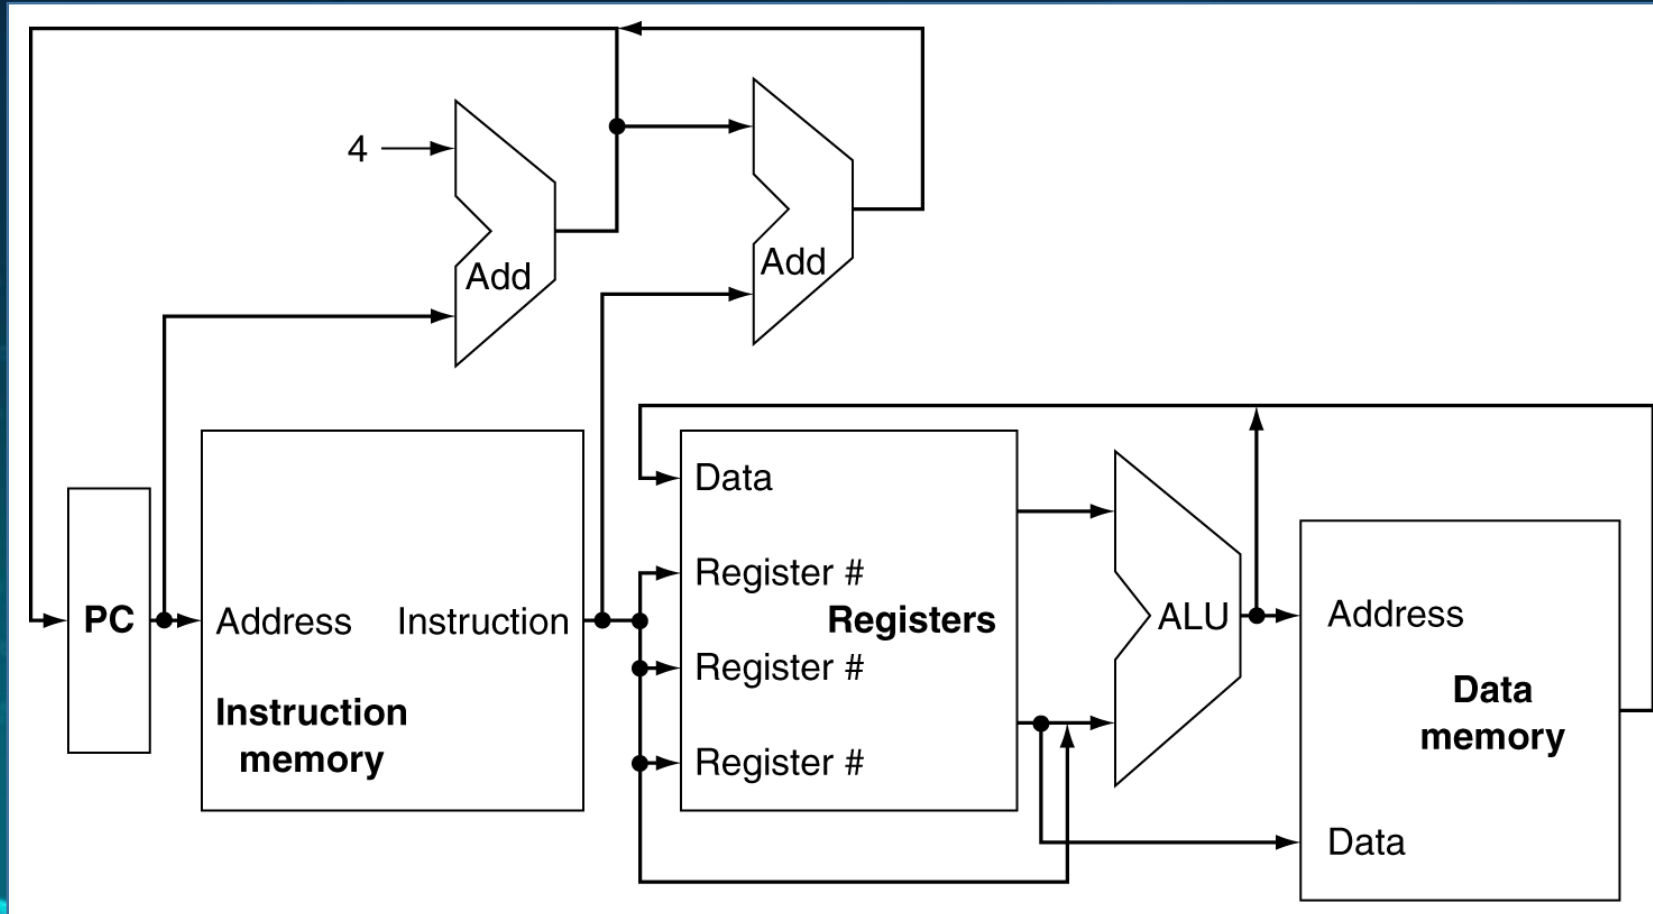 4
Add
Add
Data
Register #
PC
Address
Instruction
Registers
ALU
Address
Register #
Instruction
memory
Data
memory
Register #
Data